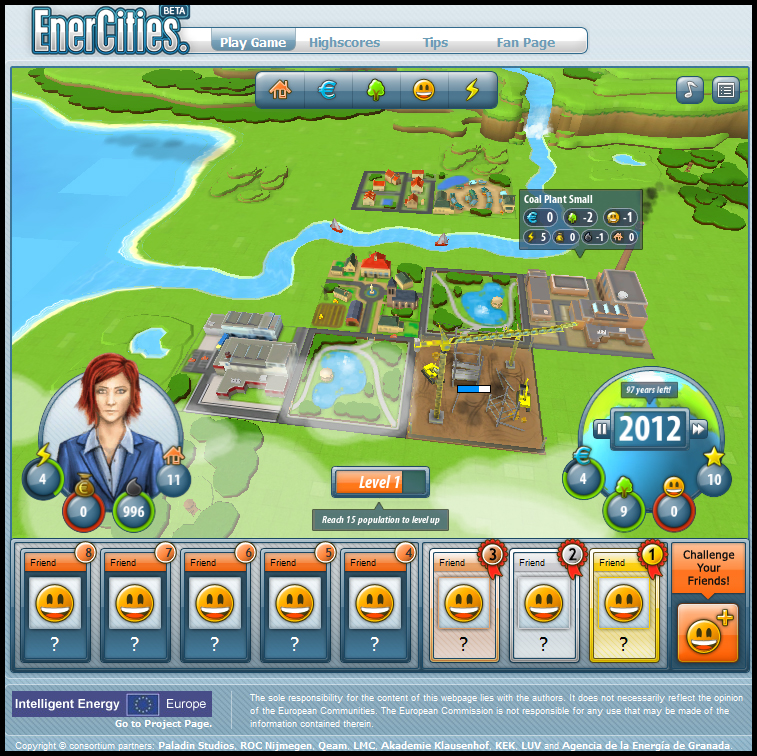 EnerCities.
BETA
Play Game
Highscores
Tips
Fan Page
Coal Plant Small
0
-2
-1
5
0
-1
0
97 years left!
2012
4
11
0
996
4
10
9
0
Level 1
Reach 15 population to level up
Friend
8
?
Friend
7
?
Friend
6
?
Friend
5
?
Friend
4
?
Friend
3
?
Friend
2
?
Friend
1
?
Challenge
Your
Friends!
Intelligent Energy
Europe
Go to Project Page.
The sole responsibility for the content of this webpage lies with the authors. It does not necessarily reflect the opinion
of the European Communities. The European Commission is not responsible for any use that may be made of the
information contained therein.
Copyright © consortium partners: Paladin Studios, ROC Nijmegen, Qeam, LMC, Akademie Klausenhof, KEK, LUV and Agencia de la Energía de Granada.